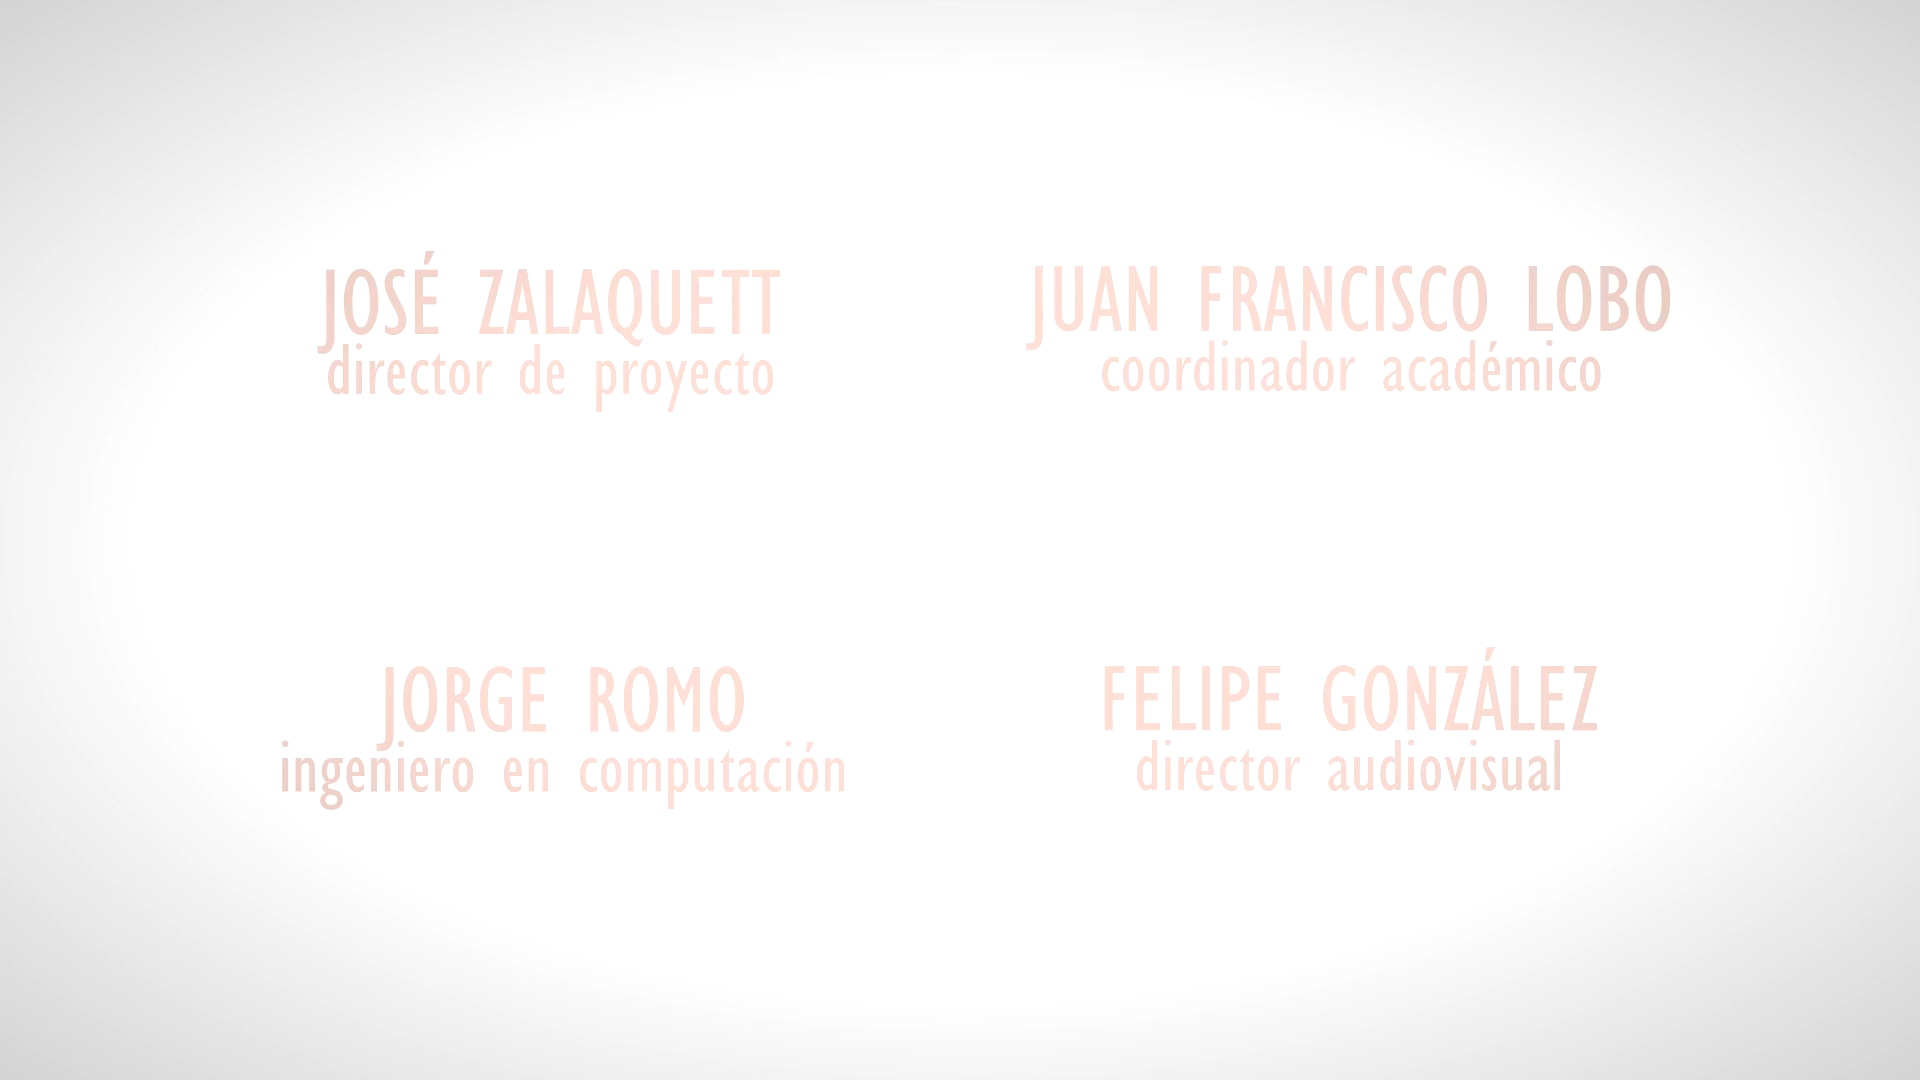 JOSÉ ZALAQUETT
director de proyecto
JUAN FRANCISCO LOBO
coordinador académico
JORGE ROMO
ingeniero en computación
FELIPE GONZÁLEZ
director audiovisual